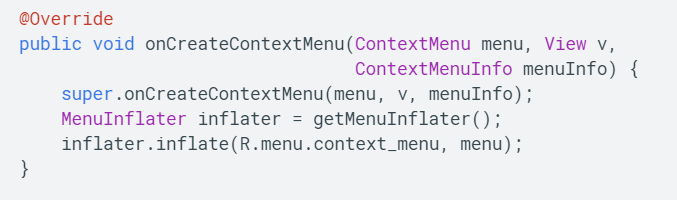 @Override
public void onCreateContextMenu(ContextMenu menu, View v,
                                ContextMenuInfo menuInfo) {
    super.onCreateContextMenu(menu, v, menuInfo);
    MenuInflater inflater = getMenuInflater();
    inflater.inflate(R.menu.context_menu, menu);
}